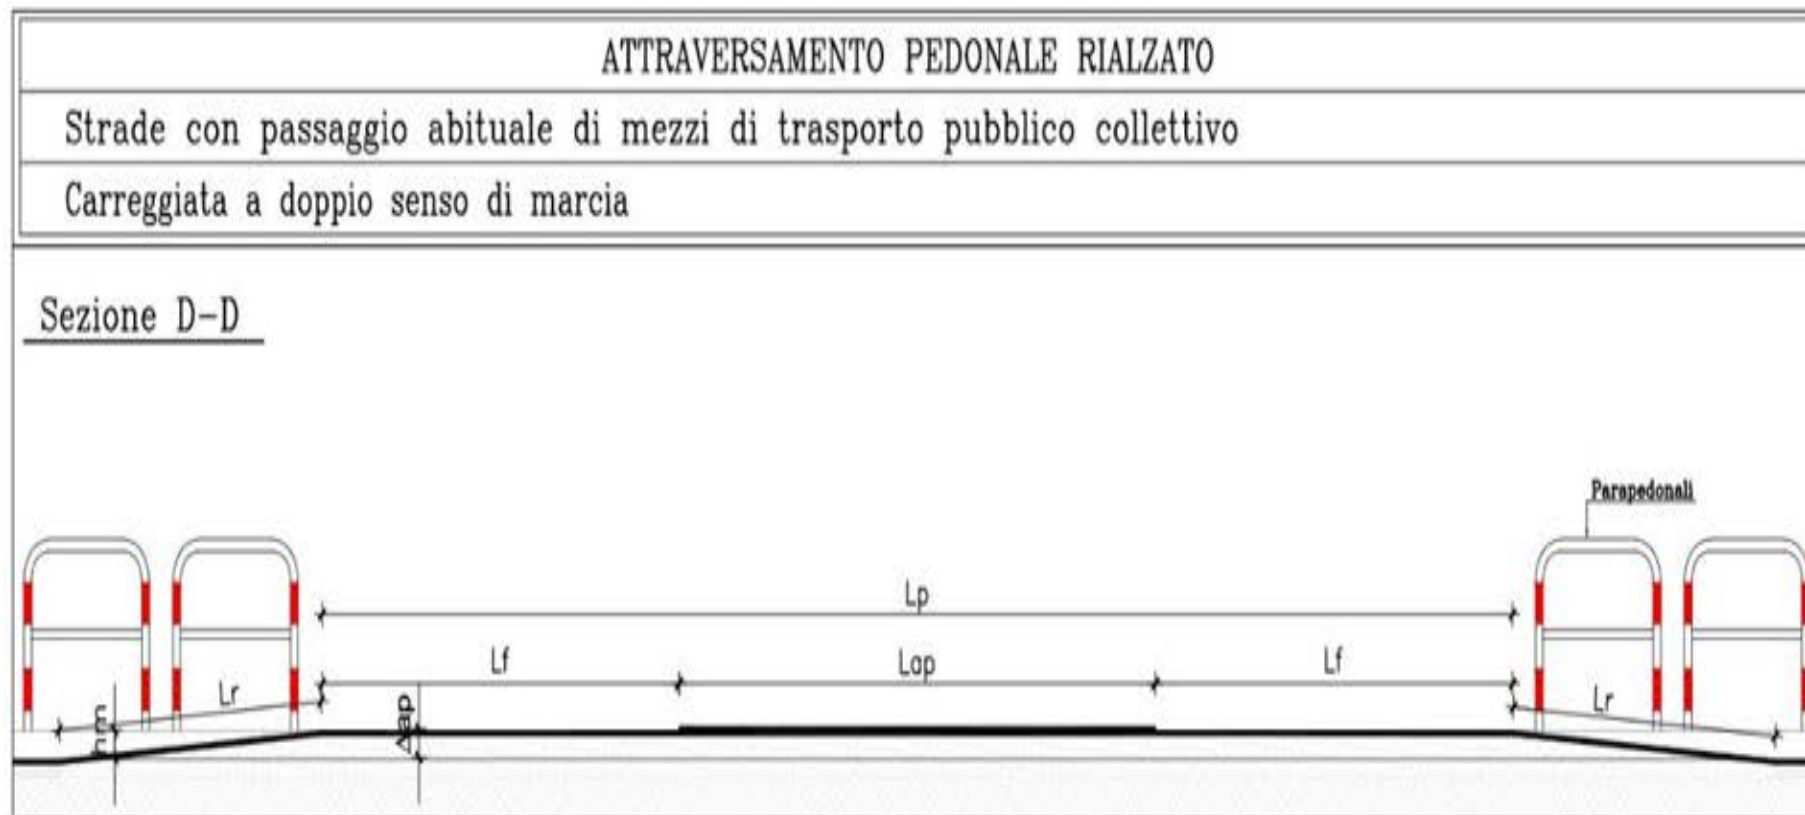 ATTRAVERSAMENTO PEDONALE RIALZATO
Strade con passaggio abituale di mezzi di trasporto pubblico collettivo
Carreggiata a doppio senso di marcia
Sezione D-D
Parapedonali
Lp
Lf Lap Lf
Lr Lr
hm Δap